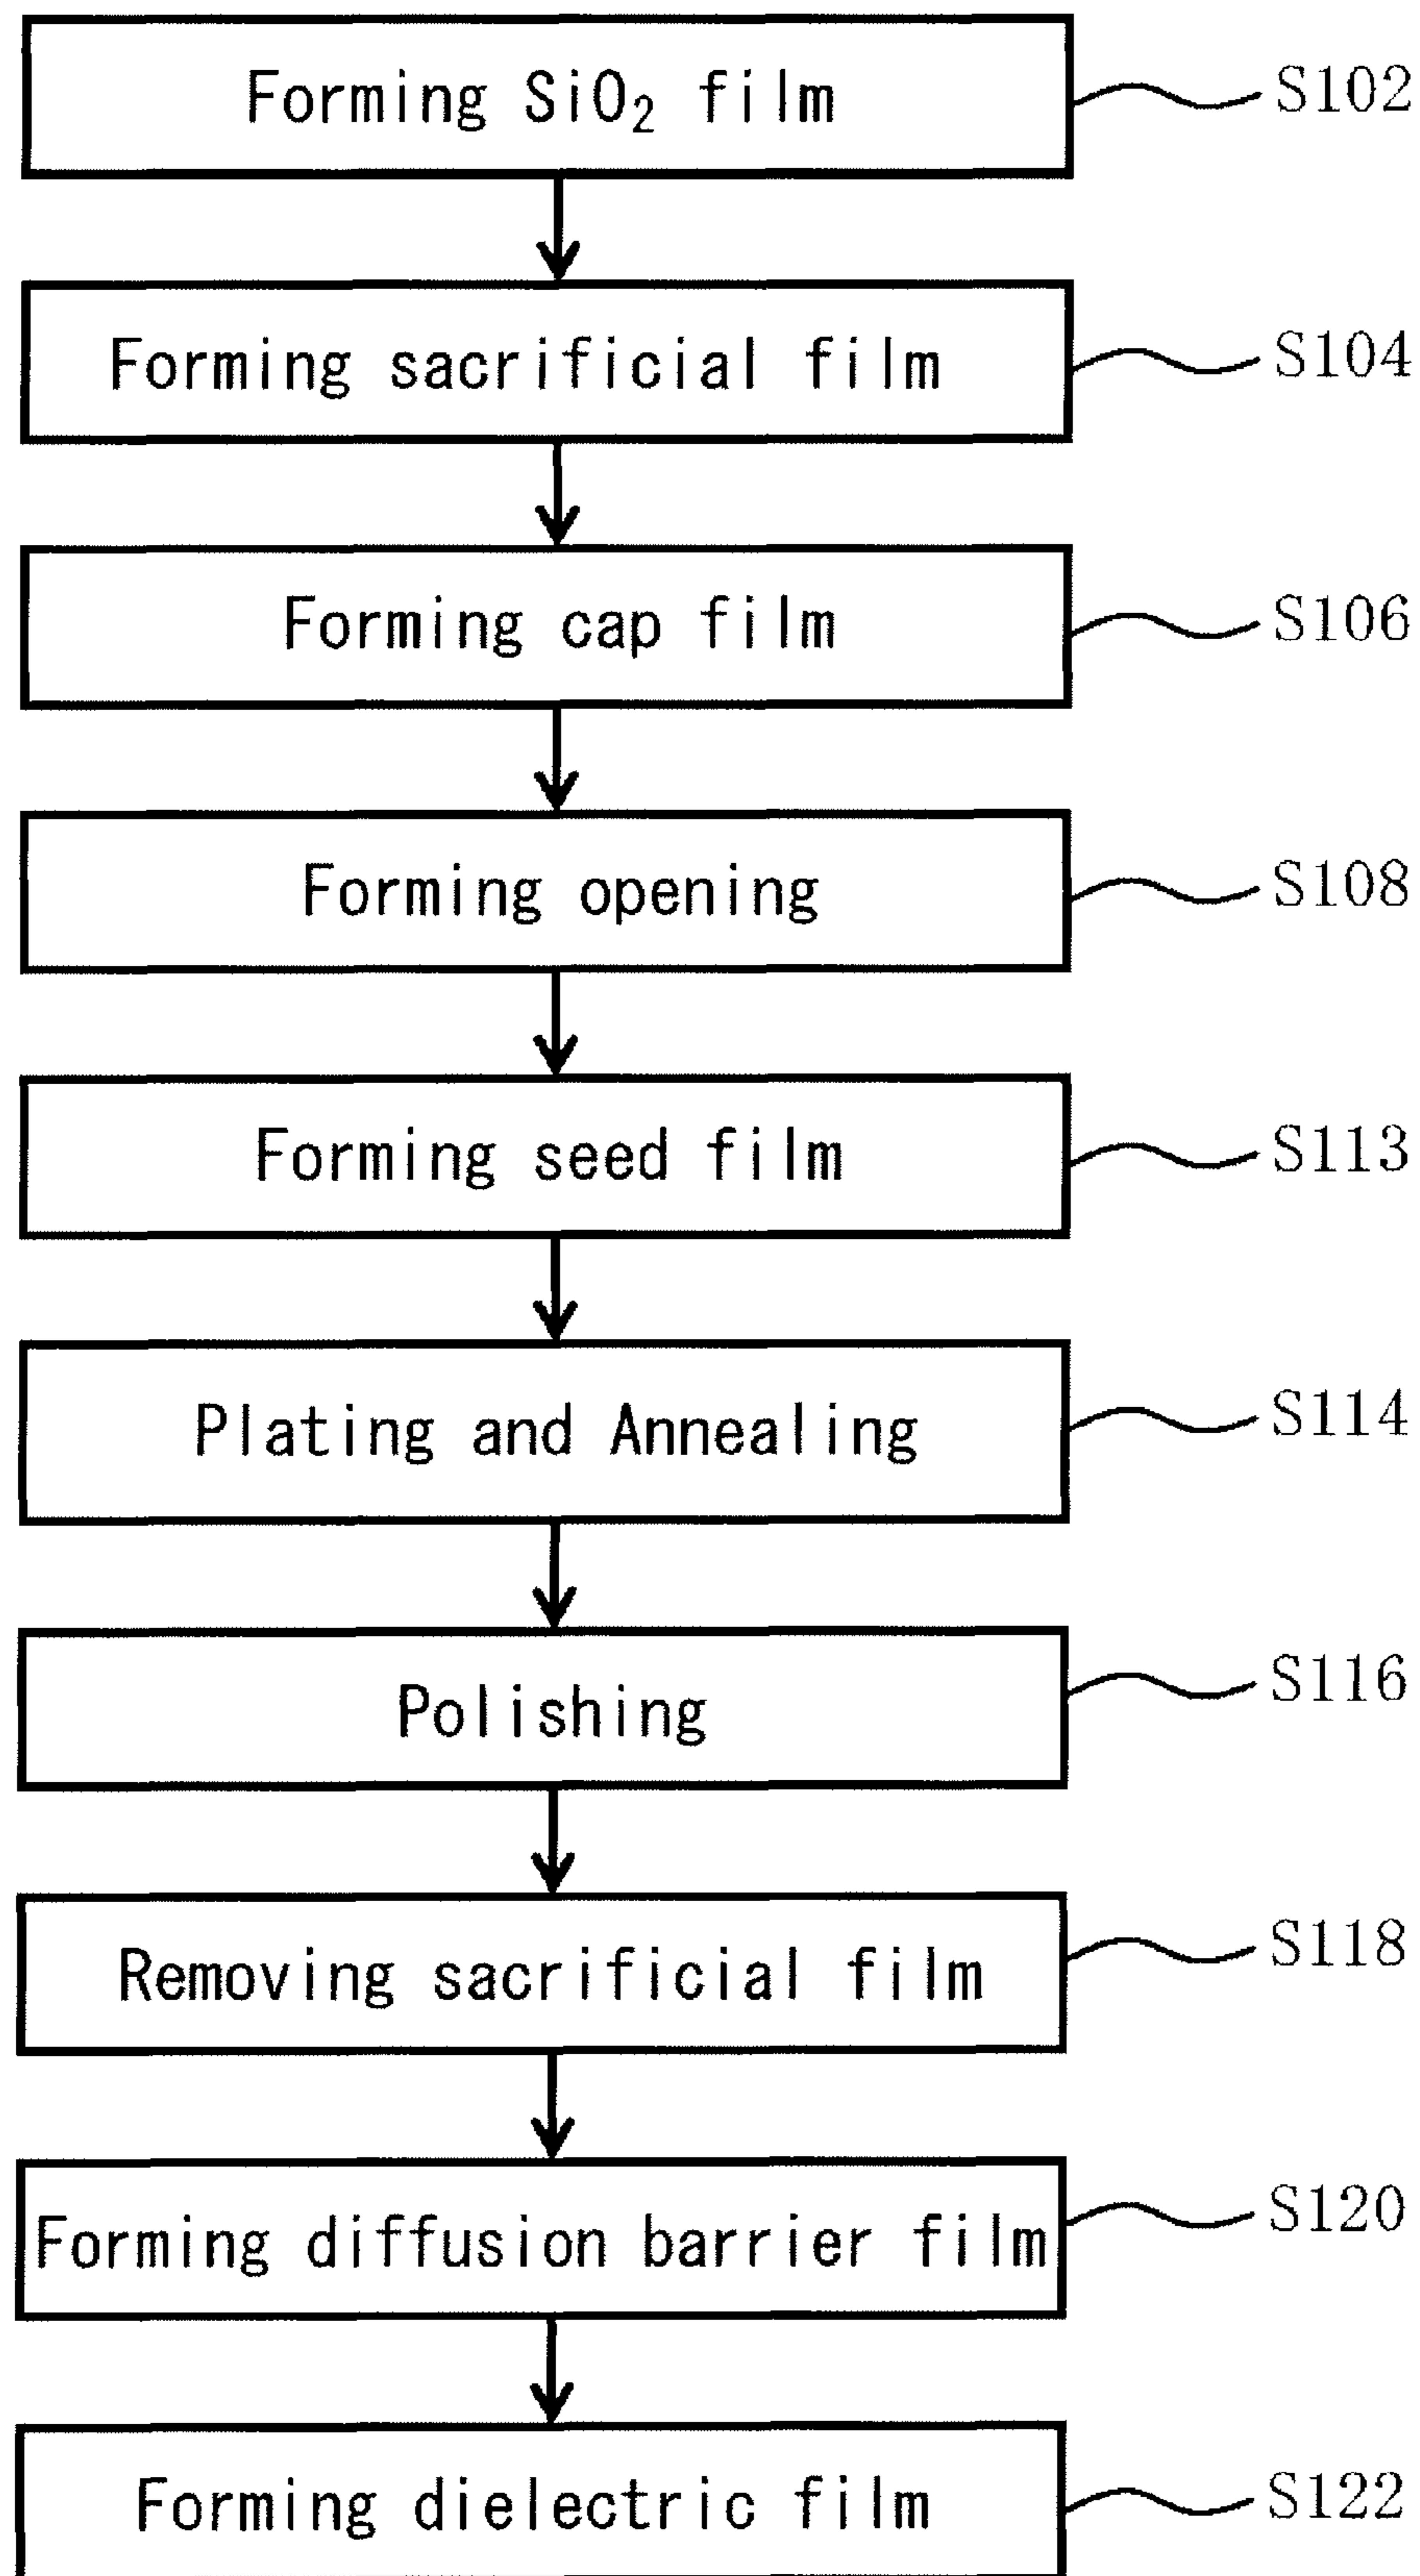 Forming SiO₂ film S102
Forming sacrificial film S104
Forming cap film S106
Forming opening S108
Forming seed film S113
Plating and Annealing S114
Polishing S116
Removing sacrificial film S118
Forming diffusion barrier film S120
Forming dielectric film S122